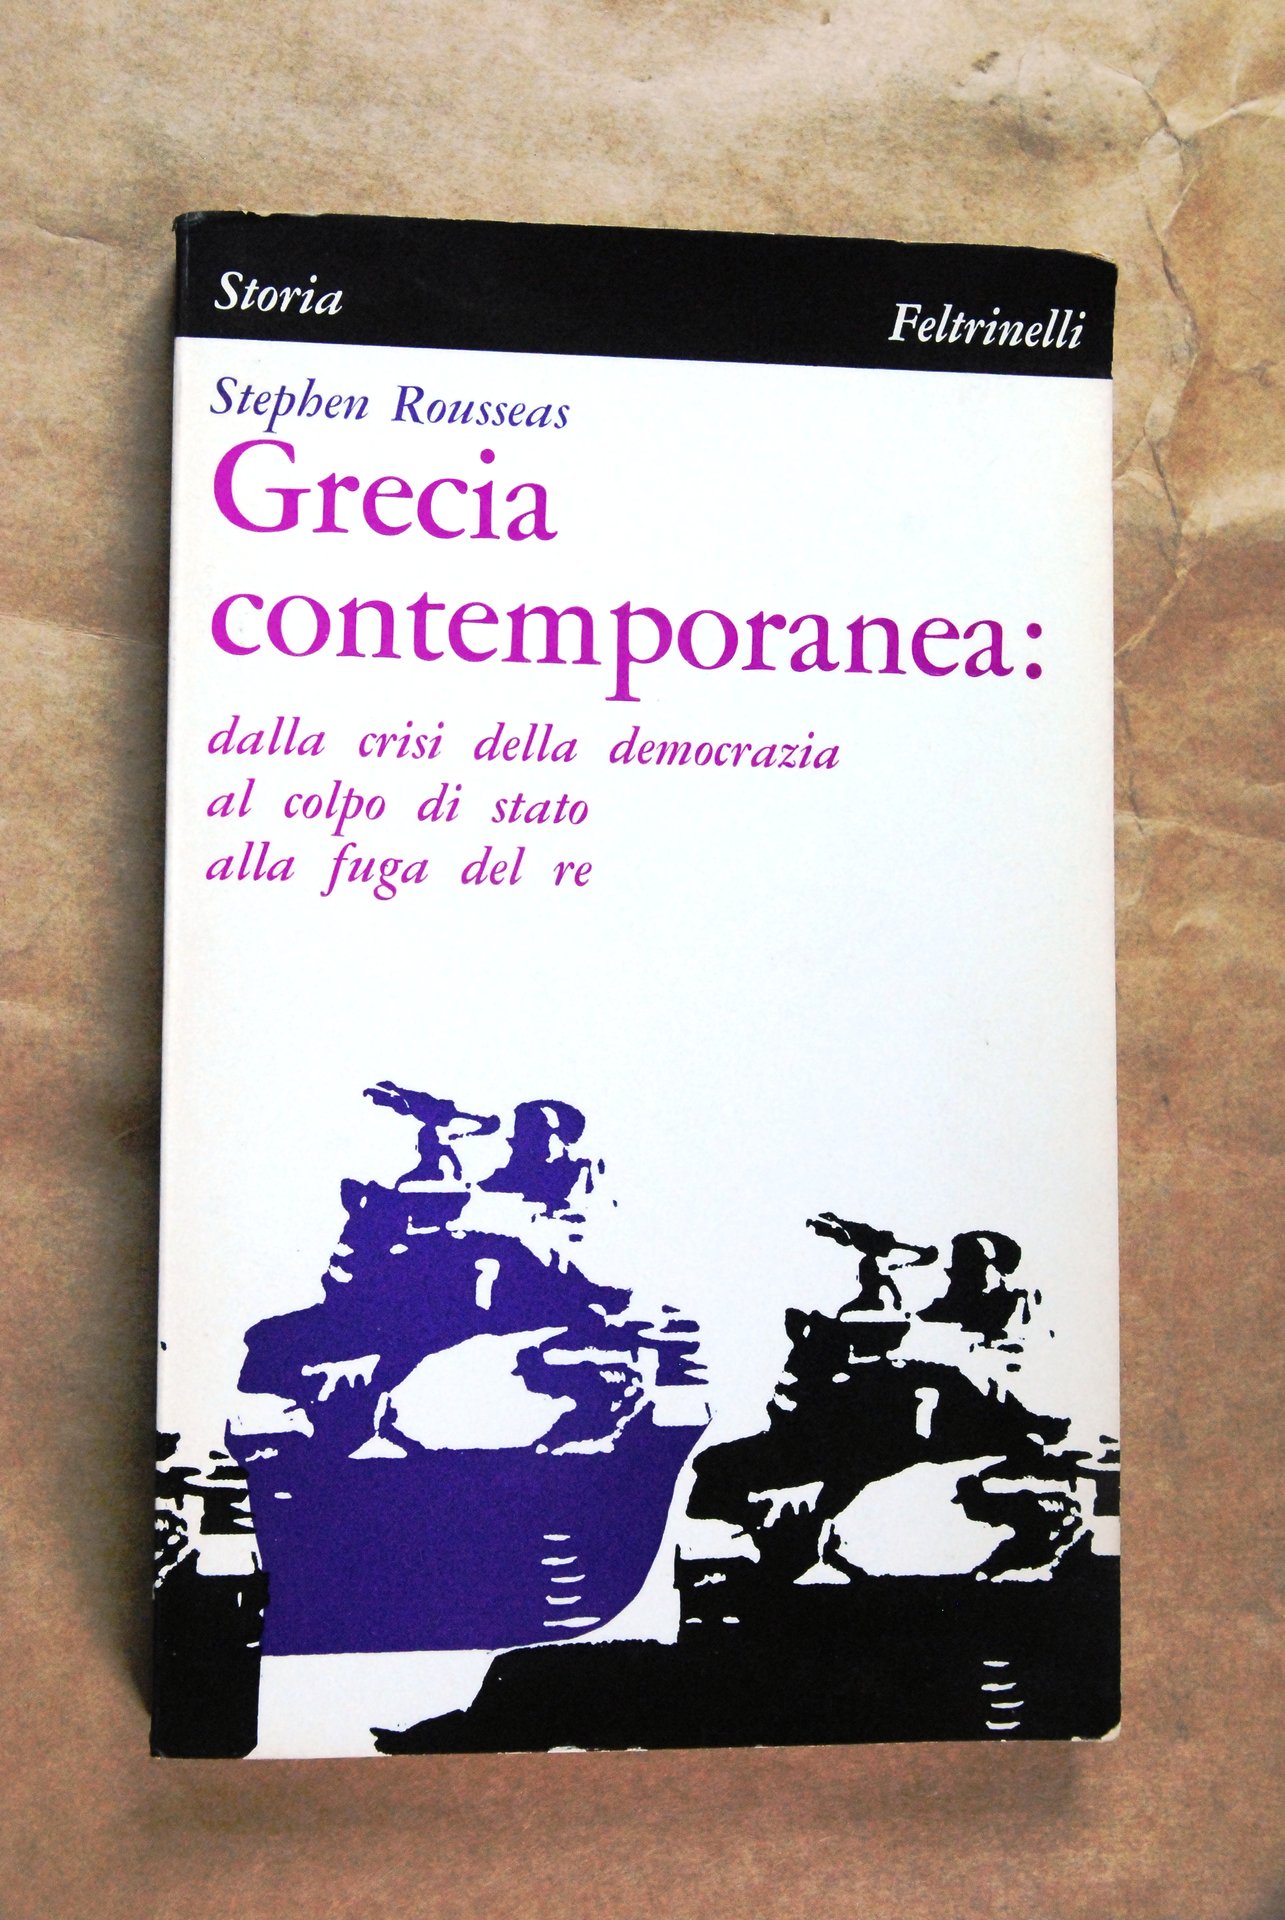 Storia
Feltrinelli
Stephen Rousseas
Grecia
contemporanea:
dalla crisi della democrazia
al colpo di stato
alla fuga del re